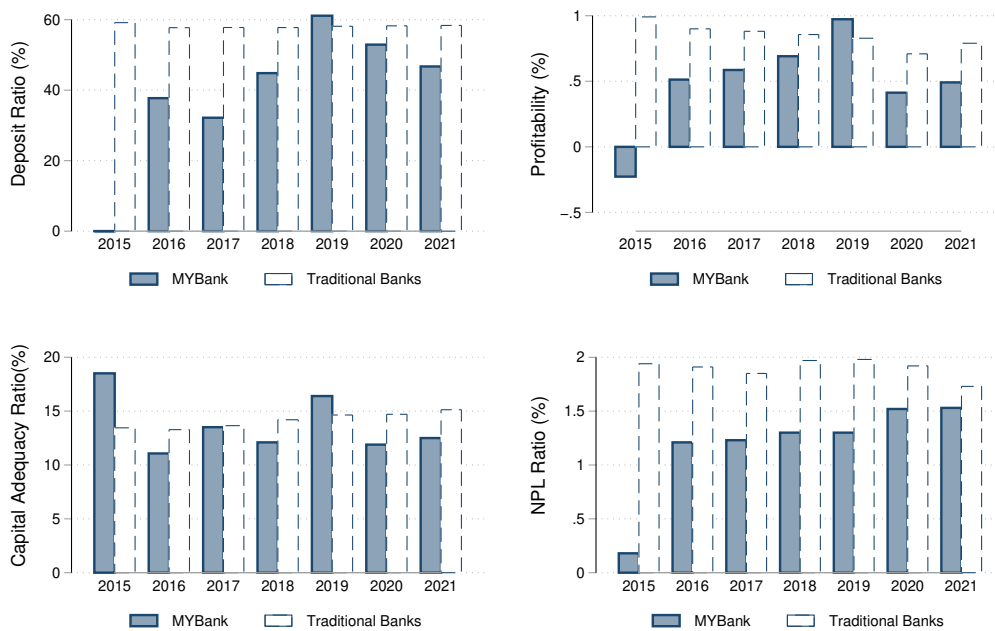 Deposit Ratio (%)
60
40
20
0
2015 2016 2017 2018 2019 2020 2021
MYBank Traditional Banks
Profitability (%)
1
.5
0
−.5
2015 2016 2017 2018 2019 2020 2021
MYBank Traditional Banks
Capital Adequacy Ratio(%)
20
15
10
5
0
2015 2016 2017 2018 2019 2020 2021
MYBank Traditional Banks
NPL Ratio (%)
2
1.5
1
.5
0
2015 2016 2017 2018 2019 2020 2021
MYBank Traditional Banks